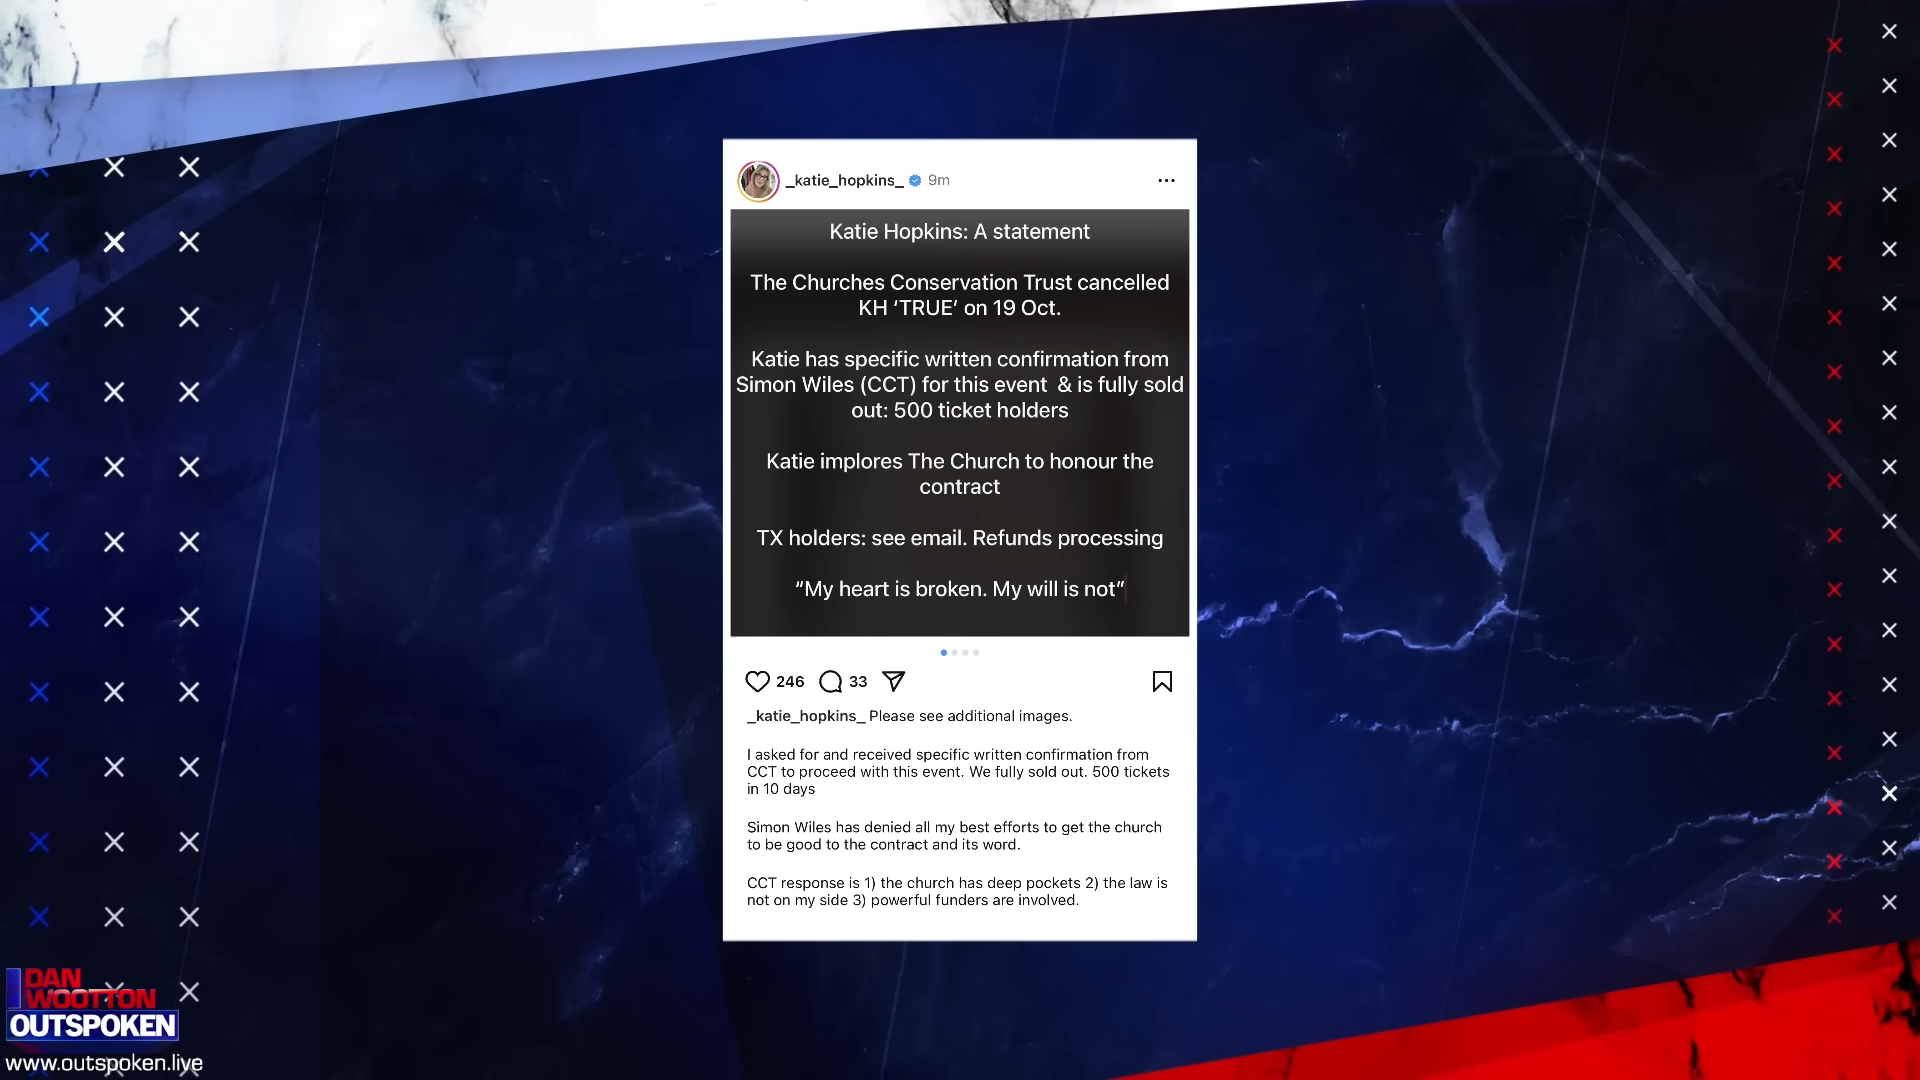 _katie_hopkins_ 9m
Katie Hopkins: A statement
The Churches Conservation Trust cancelled
KH ‘TRUE’ on 19 Oct.
Katie has specific written confirmation from
Simon Wiles (CCT) for this event & is fully sold
out: 500 ticket holders
Katie implores The Church to honour the
contract
TX holders: see email. Refunds processing
“My heart is broken. My will is not”
246 33
_katie_hopkins_ Please see additional images.
I asked for and received specific written confirmation from
CCT to proceed with this event. We fully sold out. 500 tickets
in 10 days
Simon Wiles has denied all my best efforts to get the church
to be good to the contract and its word.
CCT response is 1) the church has deep pockets 2) the law is
not on my side 3) powerful funders are involved.
DAN
WOOTTON
OUTSPOKEN
www.outspoken.live